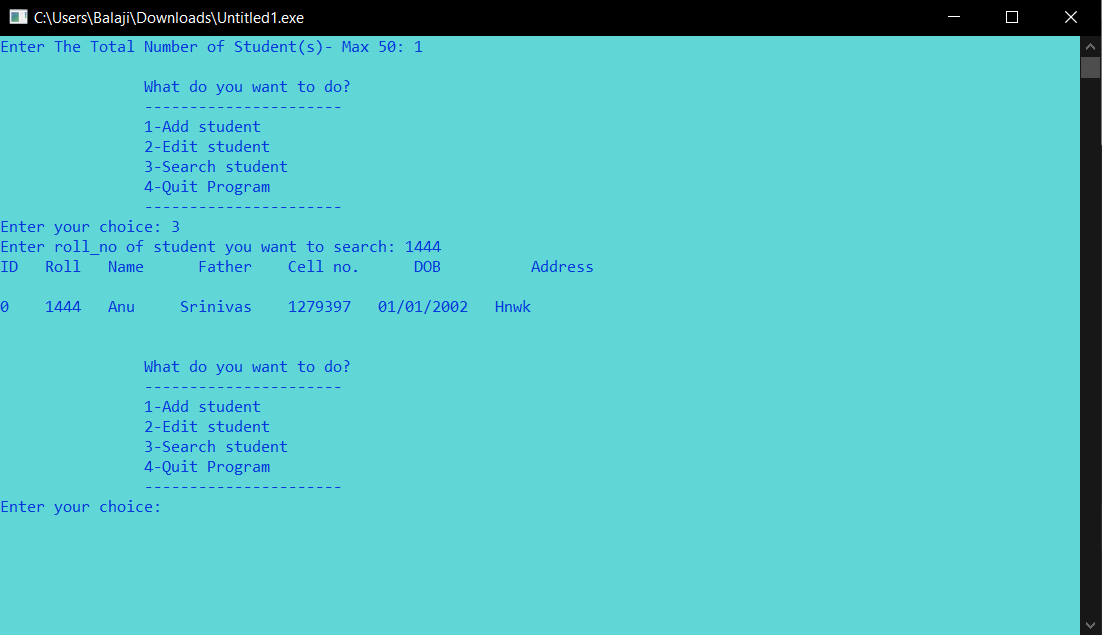 C:\Users\Balaji\Downloads\Untitled1.exe
Enter The Total Number of Student(s)- Max 50: 1
What do you want to do?
----------------------
1-Add student
2-Edit student
3-Search student
4-Quit Program
----------------------
Enter your choice: 3
Enter roll_no of student you want to search: 1444
ID Roll Name Father Cell no. DOB Address
0 1444 Anu Srinivas 1279397 01/01/2002 Hnwk
What do you want to do?
----------------------
1-Add student
2-Edit student
3-Search student
4-Quit Program
----------------------
Enter your choice: